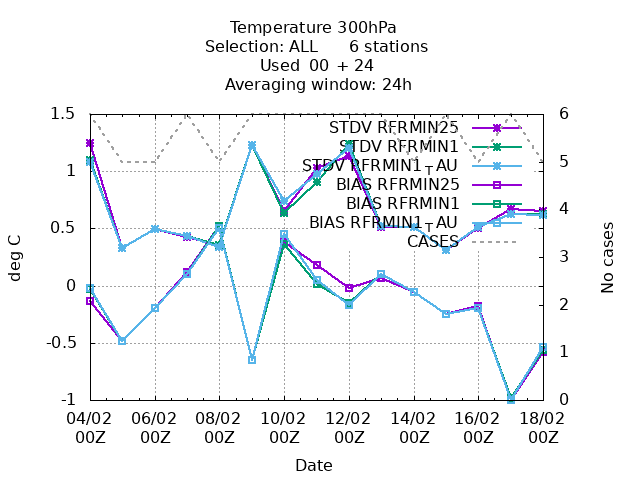 Temperature 300hPa
Selection: ALL 6 stations
Used 00 + 24
Averaging window: 24h
1.5
1
0.5
0
-0.5
-1
6
5
4
3
2
1
0
deg C
No cases
STDV RFRMIN25
STDV RFRMIN1
STDV RFRMIN1TAU
BIAS RFRMIN25
BIAS RFRMIN1
BIAS RFRMIN1TAU
CASES
04/02 06/02 08/02 10/02 12/02 14/02 16/02 18/02
00Z 00Z 00Z 00Z 00Z 00Z 00Z 00Z
Date